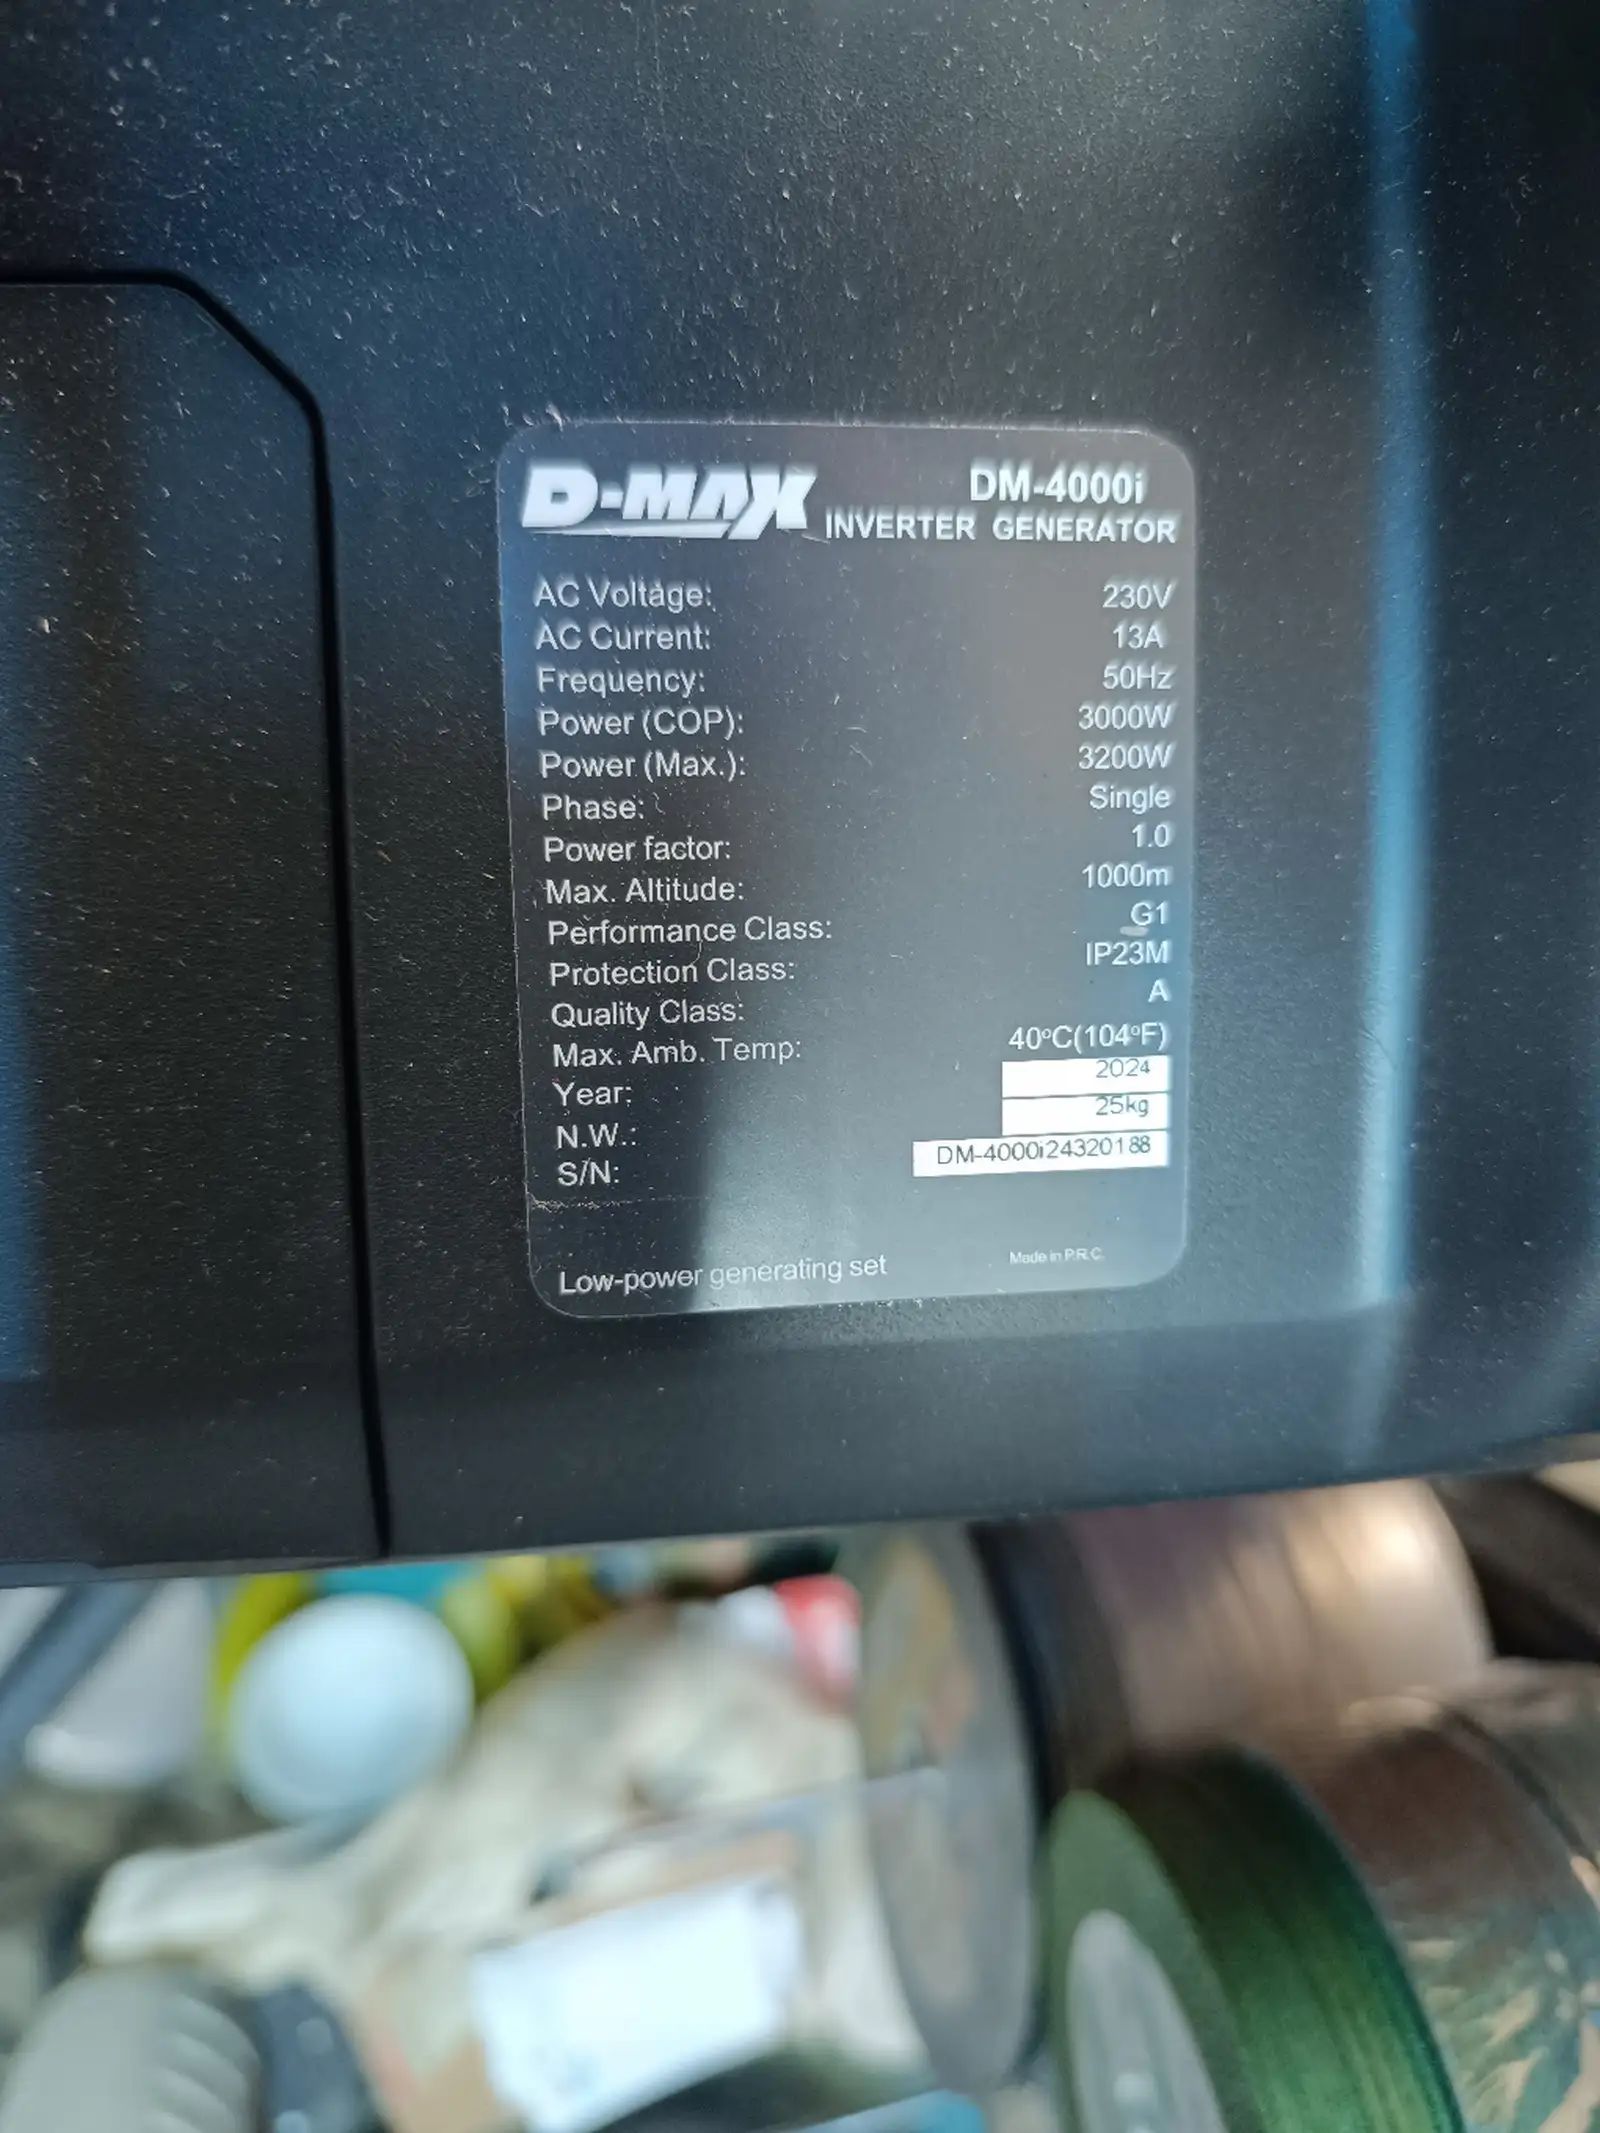 D-MAX DM-4000i
INVERTER GENERATOR
AC Voltage: 230V
AC Current: 13A
Frequency: 50Hz
Power (COP): 3000W
Power (Max.): 3200W
Phase: Single
Power factor: 1.0
Max. Altitude: 1000m
Performance Class: G1
Protection Class: IP23M
Quality Class: A
Max. Amb. Temp: 40°C(104°F)
Year: 2024
N.W.: 25kg
S/N: DM-4000i24320188
Low-power generating set Made in P.R.C.